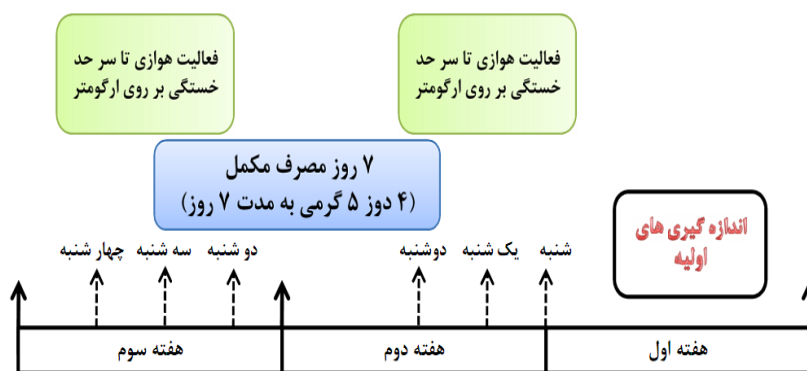 فعالیت هوازی تا سر حد
خستگی بر روی ارگومتر
فعالیت هوازی تا سر حد
خستگی بر روی ارگومتر
۷ روز مصرف مکمل
(۴ دوز ۵ گرمی به مدت ۷ روز)
اندازه گیری های
اولیه
شنبه
یک شنبه
دوشنبه
دو شنبه
سه شنبه
چهار شنبه
هفته اول
هفته دوم
هفته سوم